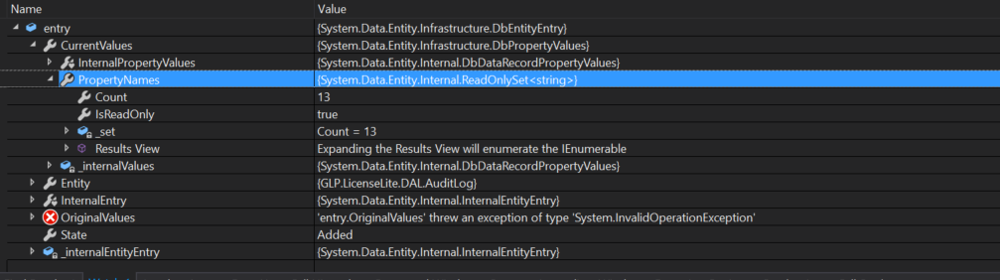 Name Value
entry {System.Data.Entity.Infrastructure.DbEntityEntry}
CurrentValues {System.Data.Entity.Infrastructure.DbPropertyValues}
InternalPropertyValues {System.Data.Entity.Internal.DbDataRecordPropertyValues}
PropertyNames {System.Data.Entity.Internal.ReadOnlySet<string>}
Count 13
IsReadOnly true
_set Count = 13
Results View Expanding the Results View will enumerate the IEnumerable
_internalValues {System.Data.Entity.Internal.DbDataRecordPropertyValues}
Entity {GLP.LicenseLite.DAL.AuditLog}
InternalEntry {System.Data.Entity.Internal.InternalEntityEntry}
OriginalValues 'entry.OriginalValues' threw an exception of type 'System.InvalidOperationException'
State Added
_internalEntityEntry {System.Data.Entity.Internal.InternalEntityEntry}